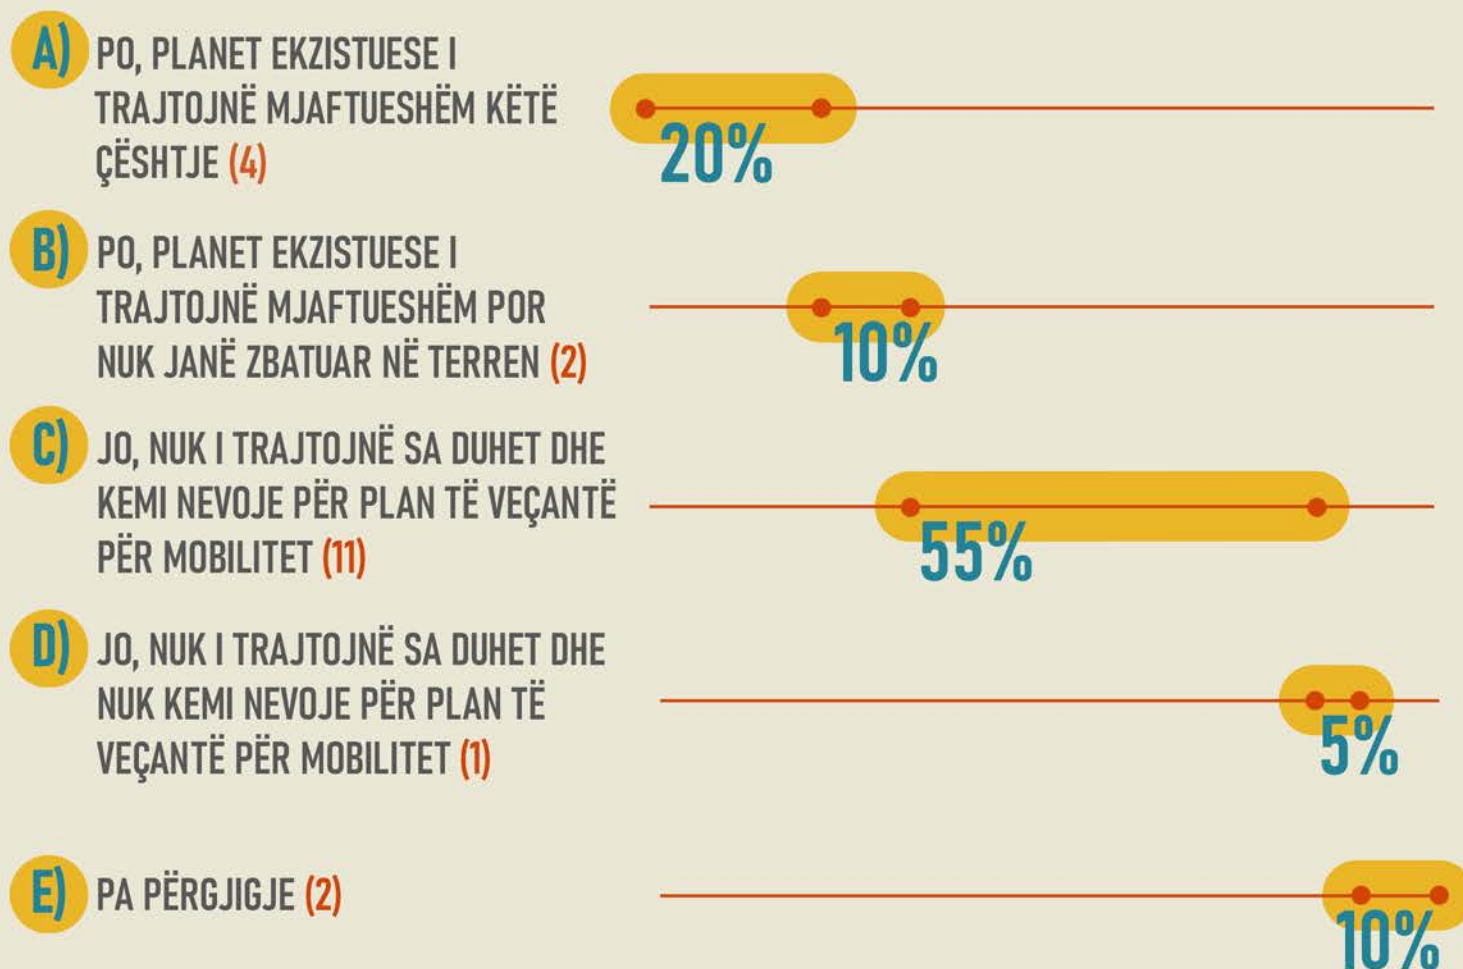 A) PO, PLANET EKZISTUESE I
TRAJTOJNË MJAFTUESHËM KËTË
ÇËSHTJE (4)
20%
B) PO, PLANET EKZISTUESE I
TRAJTOJNË MJAFTUESHËM POR
NUK JANË ZBATUAR NË TERREN (2)
10%
C) JO, NUK I TRAJTOJNË SA DUHET DHE
KEMI NEVOJE PËR PLAN TË VEÇANTË
PËR MOBILITET (11)
55%
D) JO, NUK I TRAJTOJNË SA DUHET DHE
NUK KEMI NEVOJE PËR PLAN TË
VEÇANTË PËR MOBILITET (1)
5%
E) PA PËRGJIGJE (2)
10%